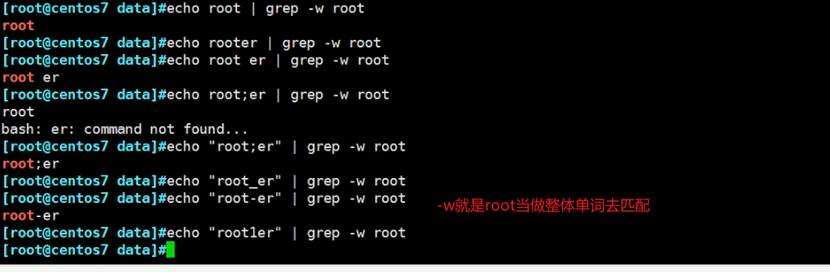 [root@centos7 data]#echo root | grep -w root
root
[root@centos7 data]#echo rooter | grep -w root
[root@centos7 data]#echo root er | grep -w root
root er
[root@centos7 data]#echo root;er | grep -w root
root
bash: er: command not found...
[root@centos7 data]#echo "root;er" | grep -w root
root;er
[root@centos7 data]#echo "root_er" | grep -w root
[root@centos7 data]#echo "root-er" | grep -w root
-w就是root当做整体单词去匹配
root-er
[root@centos7 data]#echo "root1er" | grep -w root
[root@centos7 data]#